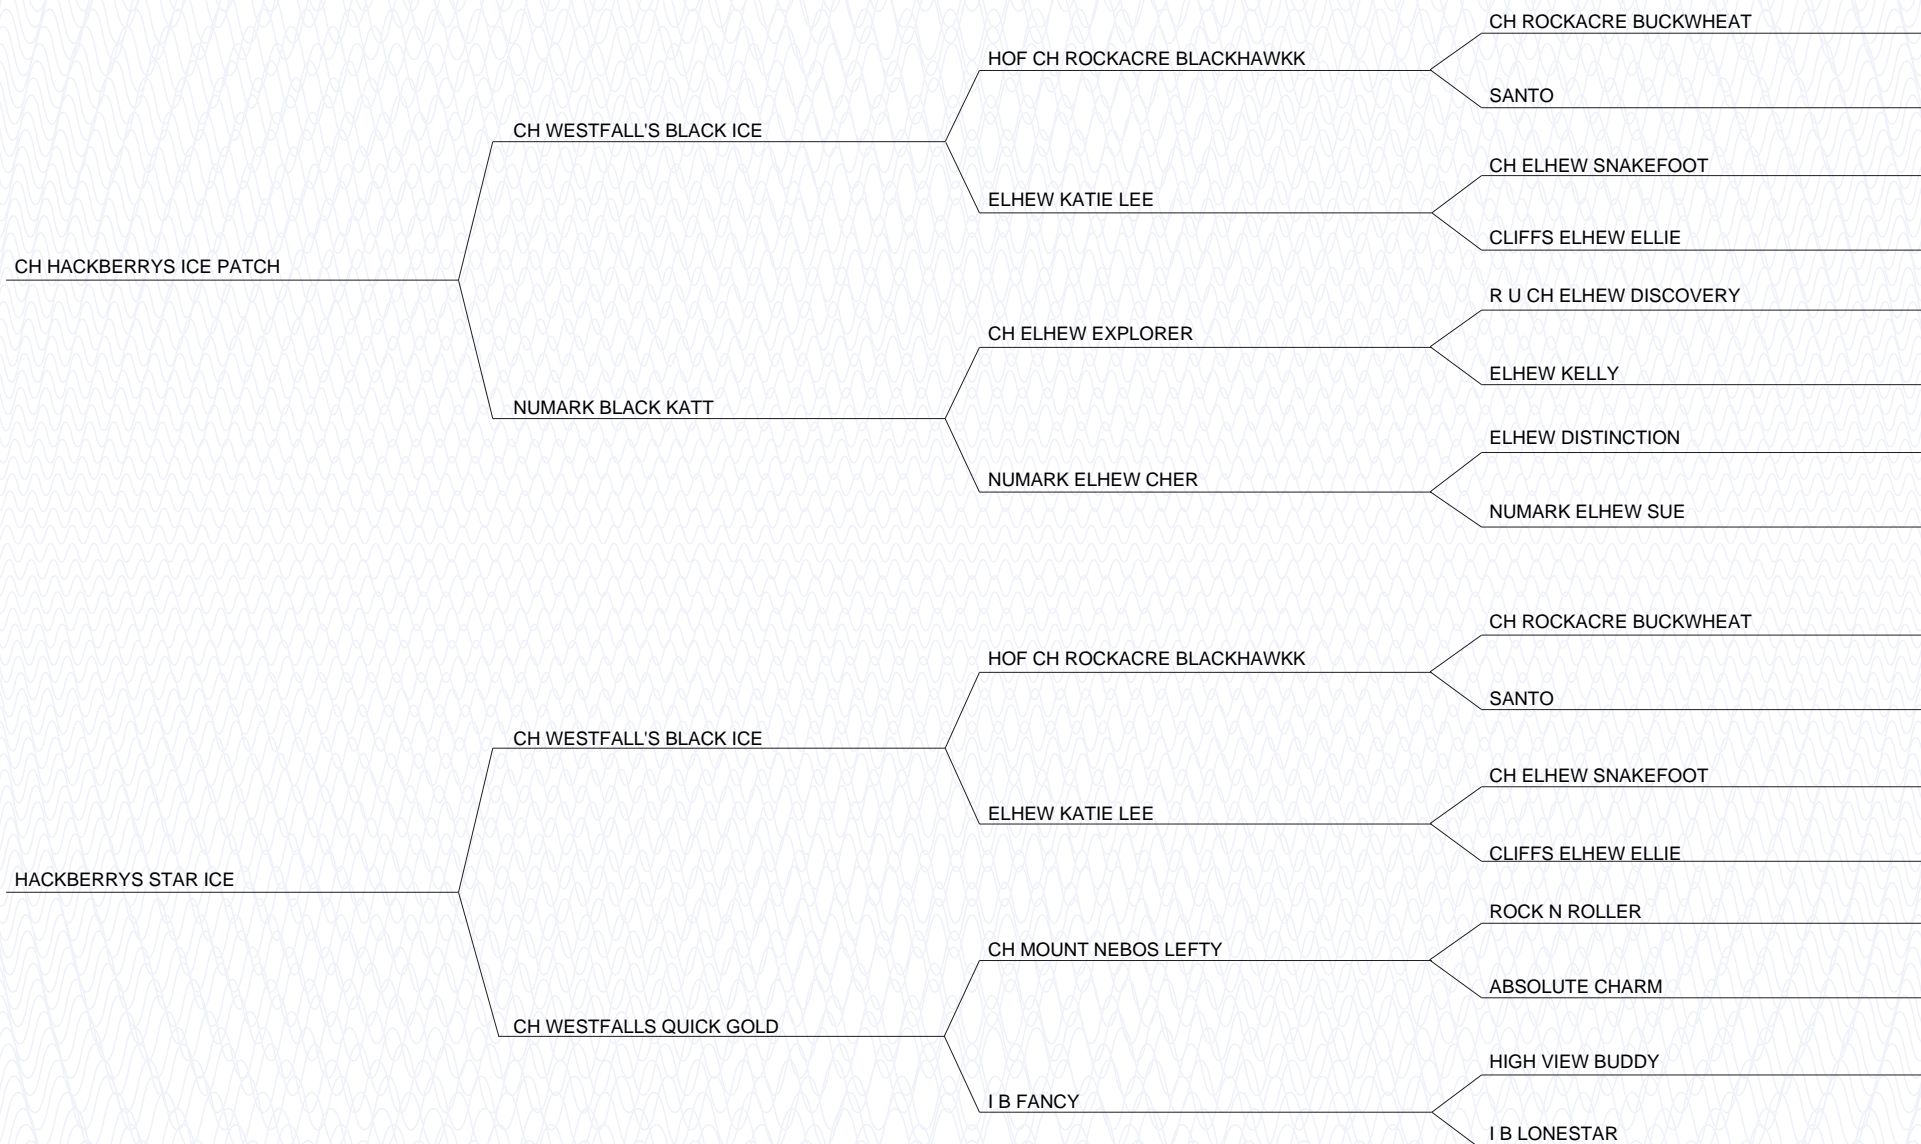 CH ROCKACRE BUCKWHEAT
HOF CH ROCKACRE BLACKHAWKK
SANTO
CH WESTFALL'S BLACK ICE
CH ELHEW SNAKEFOOT
ELHEW KATIE LEE
CLIFFS ELHEW ELLIE
CH HACKBERRYS ICE PATCH
R U CH ELHEW DISCOVERY
CH ELHEW EXPLORER
ELHEW KELLY
NUMARK BLACK KATT
ELHEW DISTINCTION
NUMARK ELHEW CHER
NUMARK ELHEW SUE
CH ROCKACRE BUCKWHEAT
HOF CH ROCKACRE BLACKHAWKK
SANTO
CH WESTFALL'S BLACK ICE
CH ELHEW SNAKEFOOT
ELHEW KATIE LEE
CLIFFS ELHEW ELLIE
HACKBERRYS STAR ICE
ROCK N ROLLER
CH MOUNT NEBOS LEFTY
ABSOLUTE CHARM
CH WESTFALLS QUICK GOLD
HIGH VIEW BUDDY
I B FANCY
I B LONESTAR